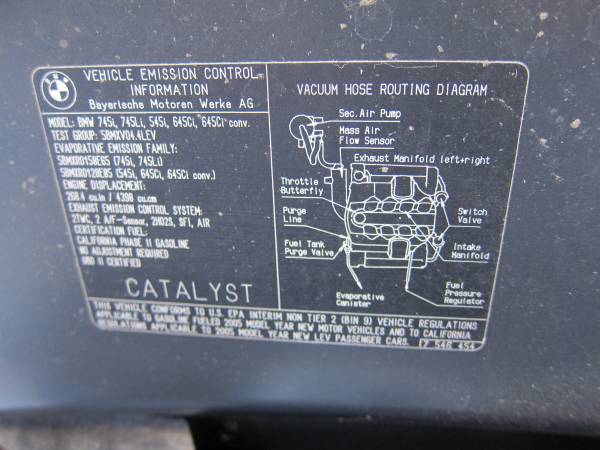 BMW
VEHICLE EMISSION CONTROL
INFORMATION
Bayerische Motoren Werke AG
MODEL: BMW 745i, 745Li, 545i, 645Ci, 645Ci conv.
TEST GROUP: 5BMXV04.4LEV
EVAPORATIVE EMISSION FAMILY:
5BMXR0158E85 (745i, 745Li)
5BMXR0128E85 (545i, 645Ci, 645Ci conv.)
ENGINE DISPLACEMENT:
268.4 cu.in / 4398 cu.cm
EXHAUST EMISSION CONTROL SYSTEM:
2TWC, 2 A/F-Sensor, 2HO2S, SFI, AIR
CERTIFICATION FUEL:
CALIFORNIA PHASE II GASOLINE
NO ADJUSTMENT REQUIRED
OBD II CERTIFIED
CATALYST
VACUUM HOSE ROUTING DIAGRAM
Sec.Air Pump
Mass Air
Flow Sensor
Exhaust Manifold left+right
Throttle
Butterfly
Purge
Line
Switch
Valve
Fuel Tank
Purge Valve
Intake
Manifold
Evaporative
Canister
Fuel
Pressure
Regulator
THIS VEHICLE CONFORMS TO U.S. EPA INTERIM NON TIER 2 (BIN 9) VEHICLE REGULATIONS
APPLICABLE TO GASOLINE FUELED 2005 MODEL YEAR NEW MOTOR VEHICLES AND TO CALIFORNIA
REGULATIONS APPLICABLE TO 2005 MODEL YEAR NEW LEV PASSENGER CARS. 7 546 454